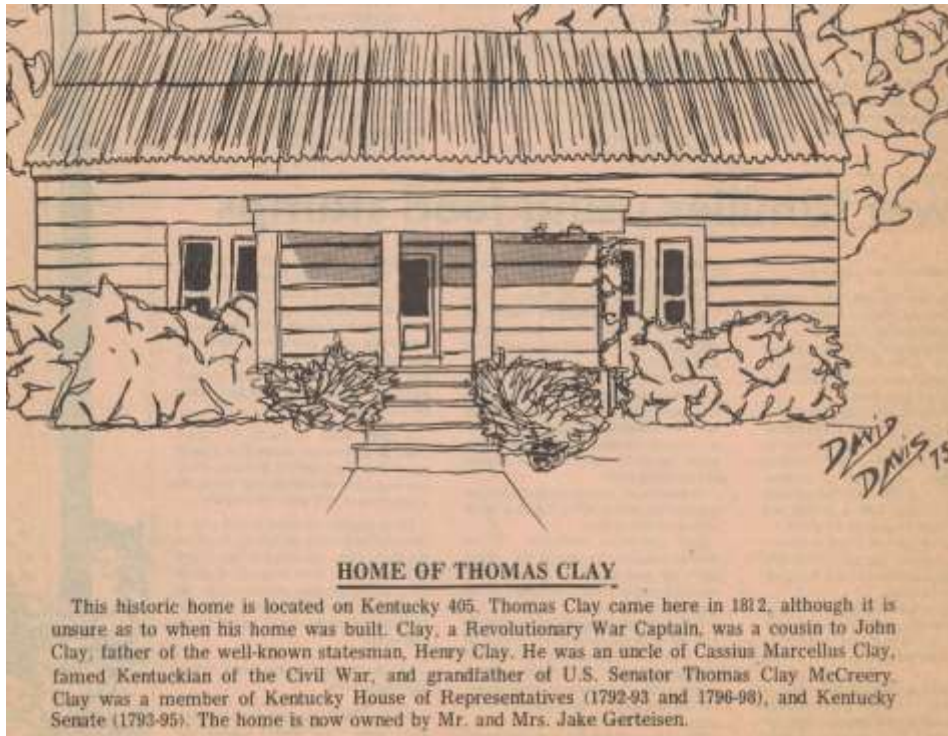 DAVID
DAVIS '75
HOME OF THOMAS CLAY
This historic home is located on Kentucky 405. Thomas Clay came here in 1812, although it is
unsure as to when his home was built. Clay, a Revolutionary War Captain, was a cousin to John
Clay, father of the well-known statesman, Henry Clay. He was an uncle of Cassius Marcellus Clay,
famed Kentuckian of the Civil War, and grandfather of U.S. Senator Thomas Clay McCreery.
Clay was a member of Kentucky House of Representatives (1792-93 and 1796-98), and Kentucky
Senate (1793-95). The home is now owned by Mr. and Mrs. Jake Gerteisen.